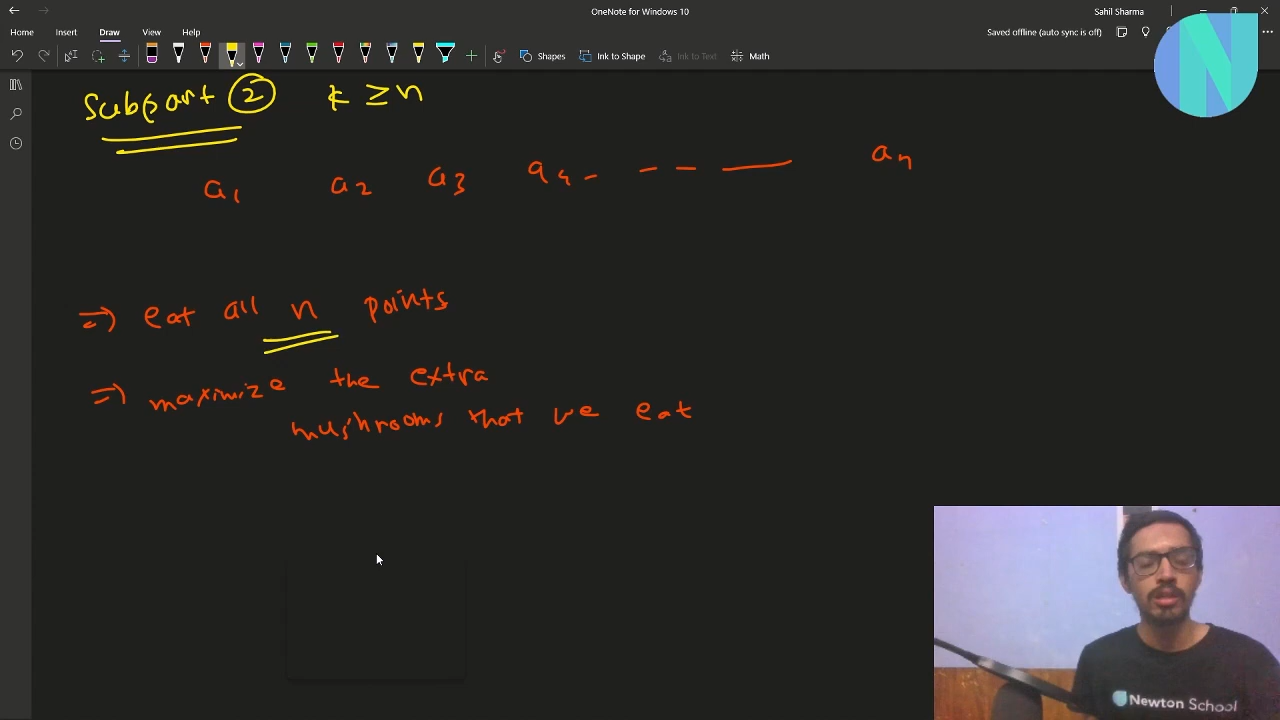 OneNote for Windows 10
Sahil Sharma
Home Insert Draw View Help
Saved offline (auto sync is off)
Shapes Ink to Shape Ink to Text Math
Subpart 2 k ≥ n
a1 a2 a3 a4 - - - — an
=> eat all n points
=> maximize the extra
mushrooms that we eat
Newton School